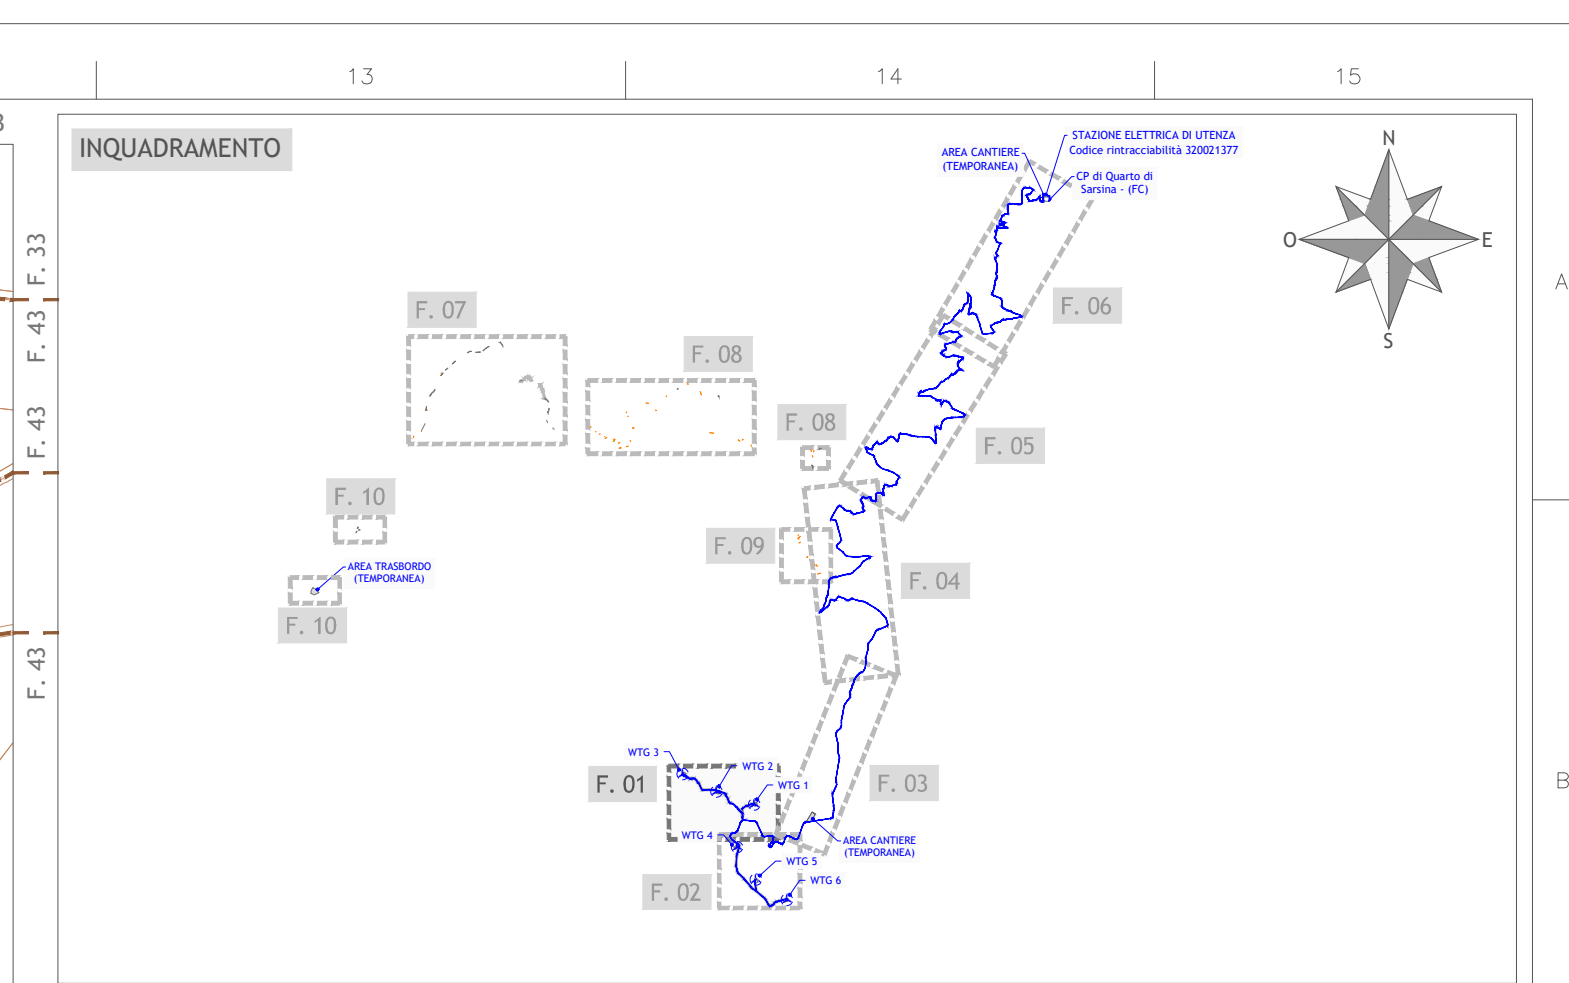 13
14
15
INQUADRAMENTO
STAZIONE ELETTRICA DI UTENZA
Codice rintracciabilità 320021377
AREA CANTIERE
(TEMPORANEA)
CP di Quarto di
Sarsina - (FC)
N
O
E
S
A
F. 33
F. 43
F. 43
F. 43
F. 07
F. 06
F. 08
F. 08
F. 05
F. 10
F. 09
AREA TRASBORDO
(TEMPORANEA)
F. 04
F. 10
WTG 3
WTG 2
F. 01
WTG 1
F. 03
B
WTG 4
AREA CANTIERE
(TEMPORANEA)
WTG 5
WTG 6
F. 02